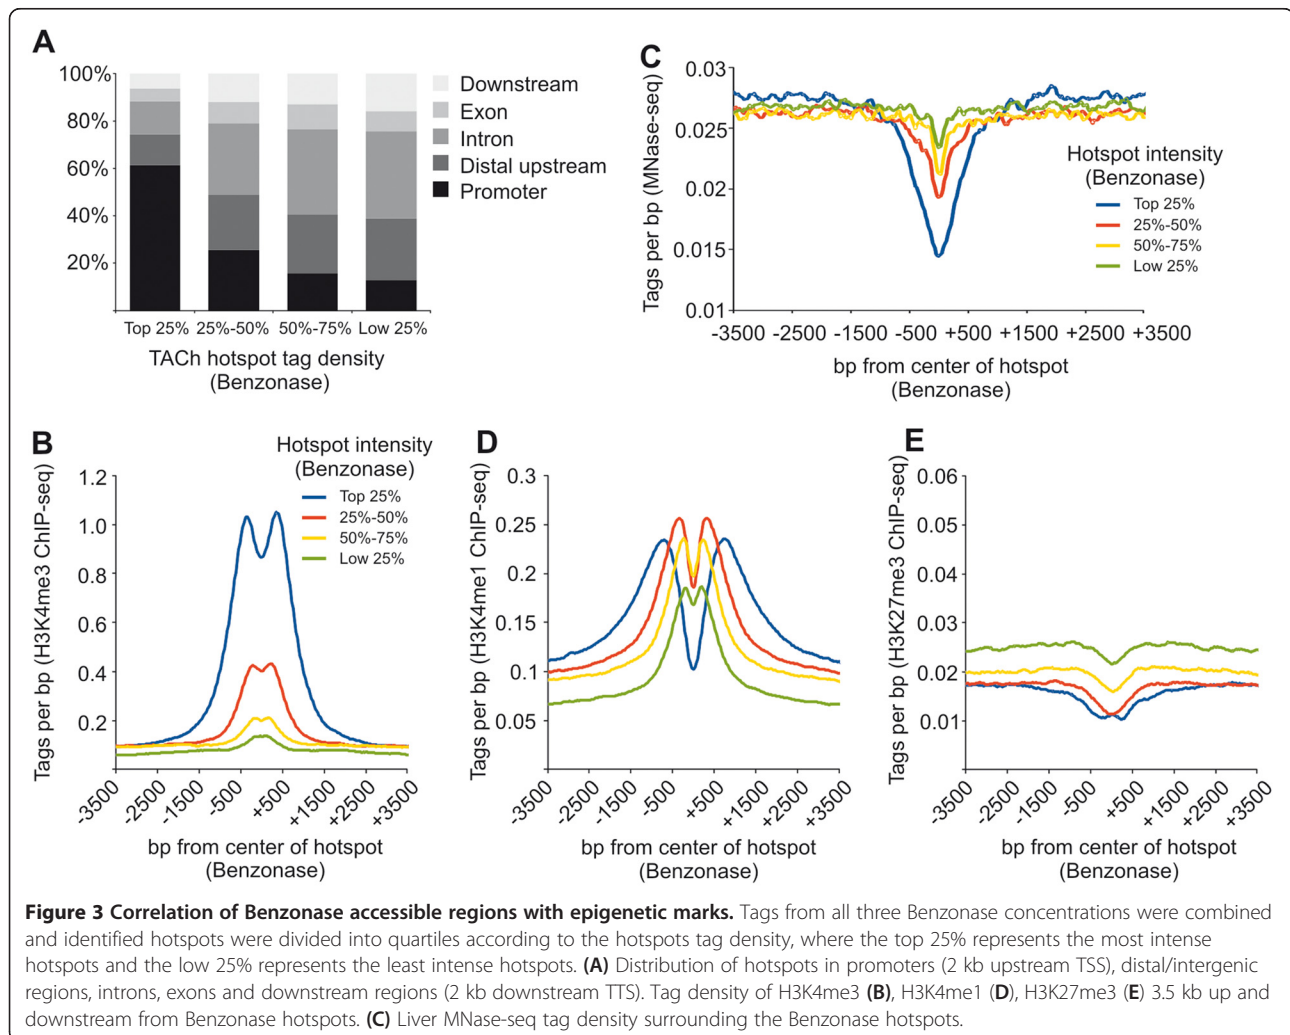 A
100%
80%
60%
40%
20%
Downstream
Exon
Intron
Distal upstream
Promoter
Top 25% 25%-50% 50%-75% Low 25%
TACh hotspot tag density
(Benzonase)
C
Tags per bp (MNase-seq)
0.03
0.025
0.02
0.015
0.01
Hotspot intensity
(Benzonase)
Top 25%
25%-50%
50%-75%
Low 25%
-3500 -2500 -1500 -500 +500 +1500 +2500 +3500
bp from center of hotspot
(Benzonase)
B
Hotspot intensity
(Benzonase)
Top 25%
25%-50%
50%-75%
Low 25%
Tags per bp (H3K4me3 ChIP-seq)
1.2
1.0
0.8
0.6
0.4
0.2
-3500 -2500 -1500 -500 +500 +1500 +2500 +3500
bp from center of hotspot
(Benzonase)
D
Tags per bp (H3K4me1 ChIP-seq)
0.3
0.25
0.2
0.15
0.1
0.05
-3500 -2500 -1500 -500 +500 +1500 +2500 +3500
bp from center of hotspot
(Benzonase)
E
Tags per bp (H3K27me3 ChIP-seq)
0.06
0.05
0.04
0.03
0.02
0.01
-3500 -2500 -1500 -500 +500 +1500 +2500 +3500
bp from center of hotspot
(Benzonase)
Figure 3 Correlation of Benzonase accessible regions with epigenetic marks. Tags from all three Benzonase concentrations were combined
and identified hotspots were divided into quartiles according to the hotspots tag density, where the top 25% represents the most intense
hotspots and the low 25% represents the least intense hotspots. (A) Distribution of hotspots in promoters (2 kb upstream TSS), distal/intergenic
regions, introns, exons and downstream regions (2 kb downstream TTS). Tag density of H3K4me3 (B), H3K4me1 (D), H3K27me3 (E) 3.5 kb up and
downstream from Benzonase hotspots. (C) Liver MNase-seq tag density surrounding the Benzonase hotspots.